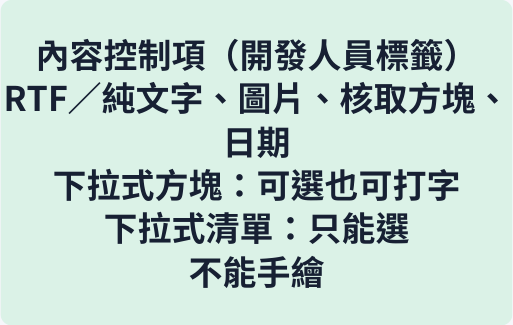 內容控制項（開發人員標籤）
RTF／純文字、圖片、核取方塊、
日期
下拉式方塊：可選也可打字
下拉式清單：只能選
不能手繪